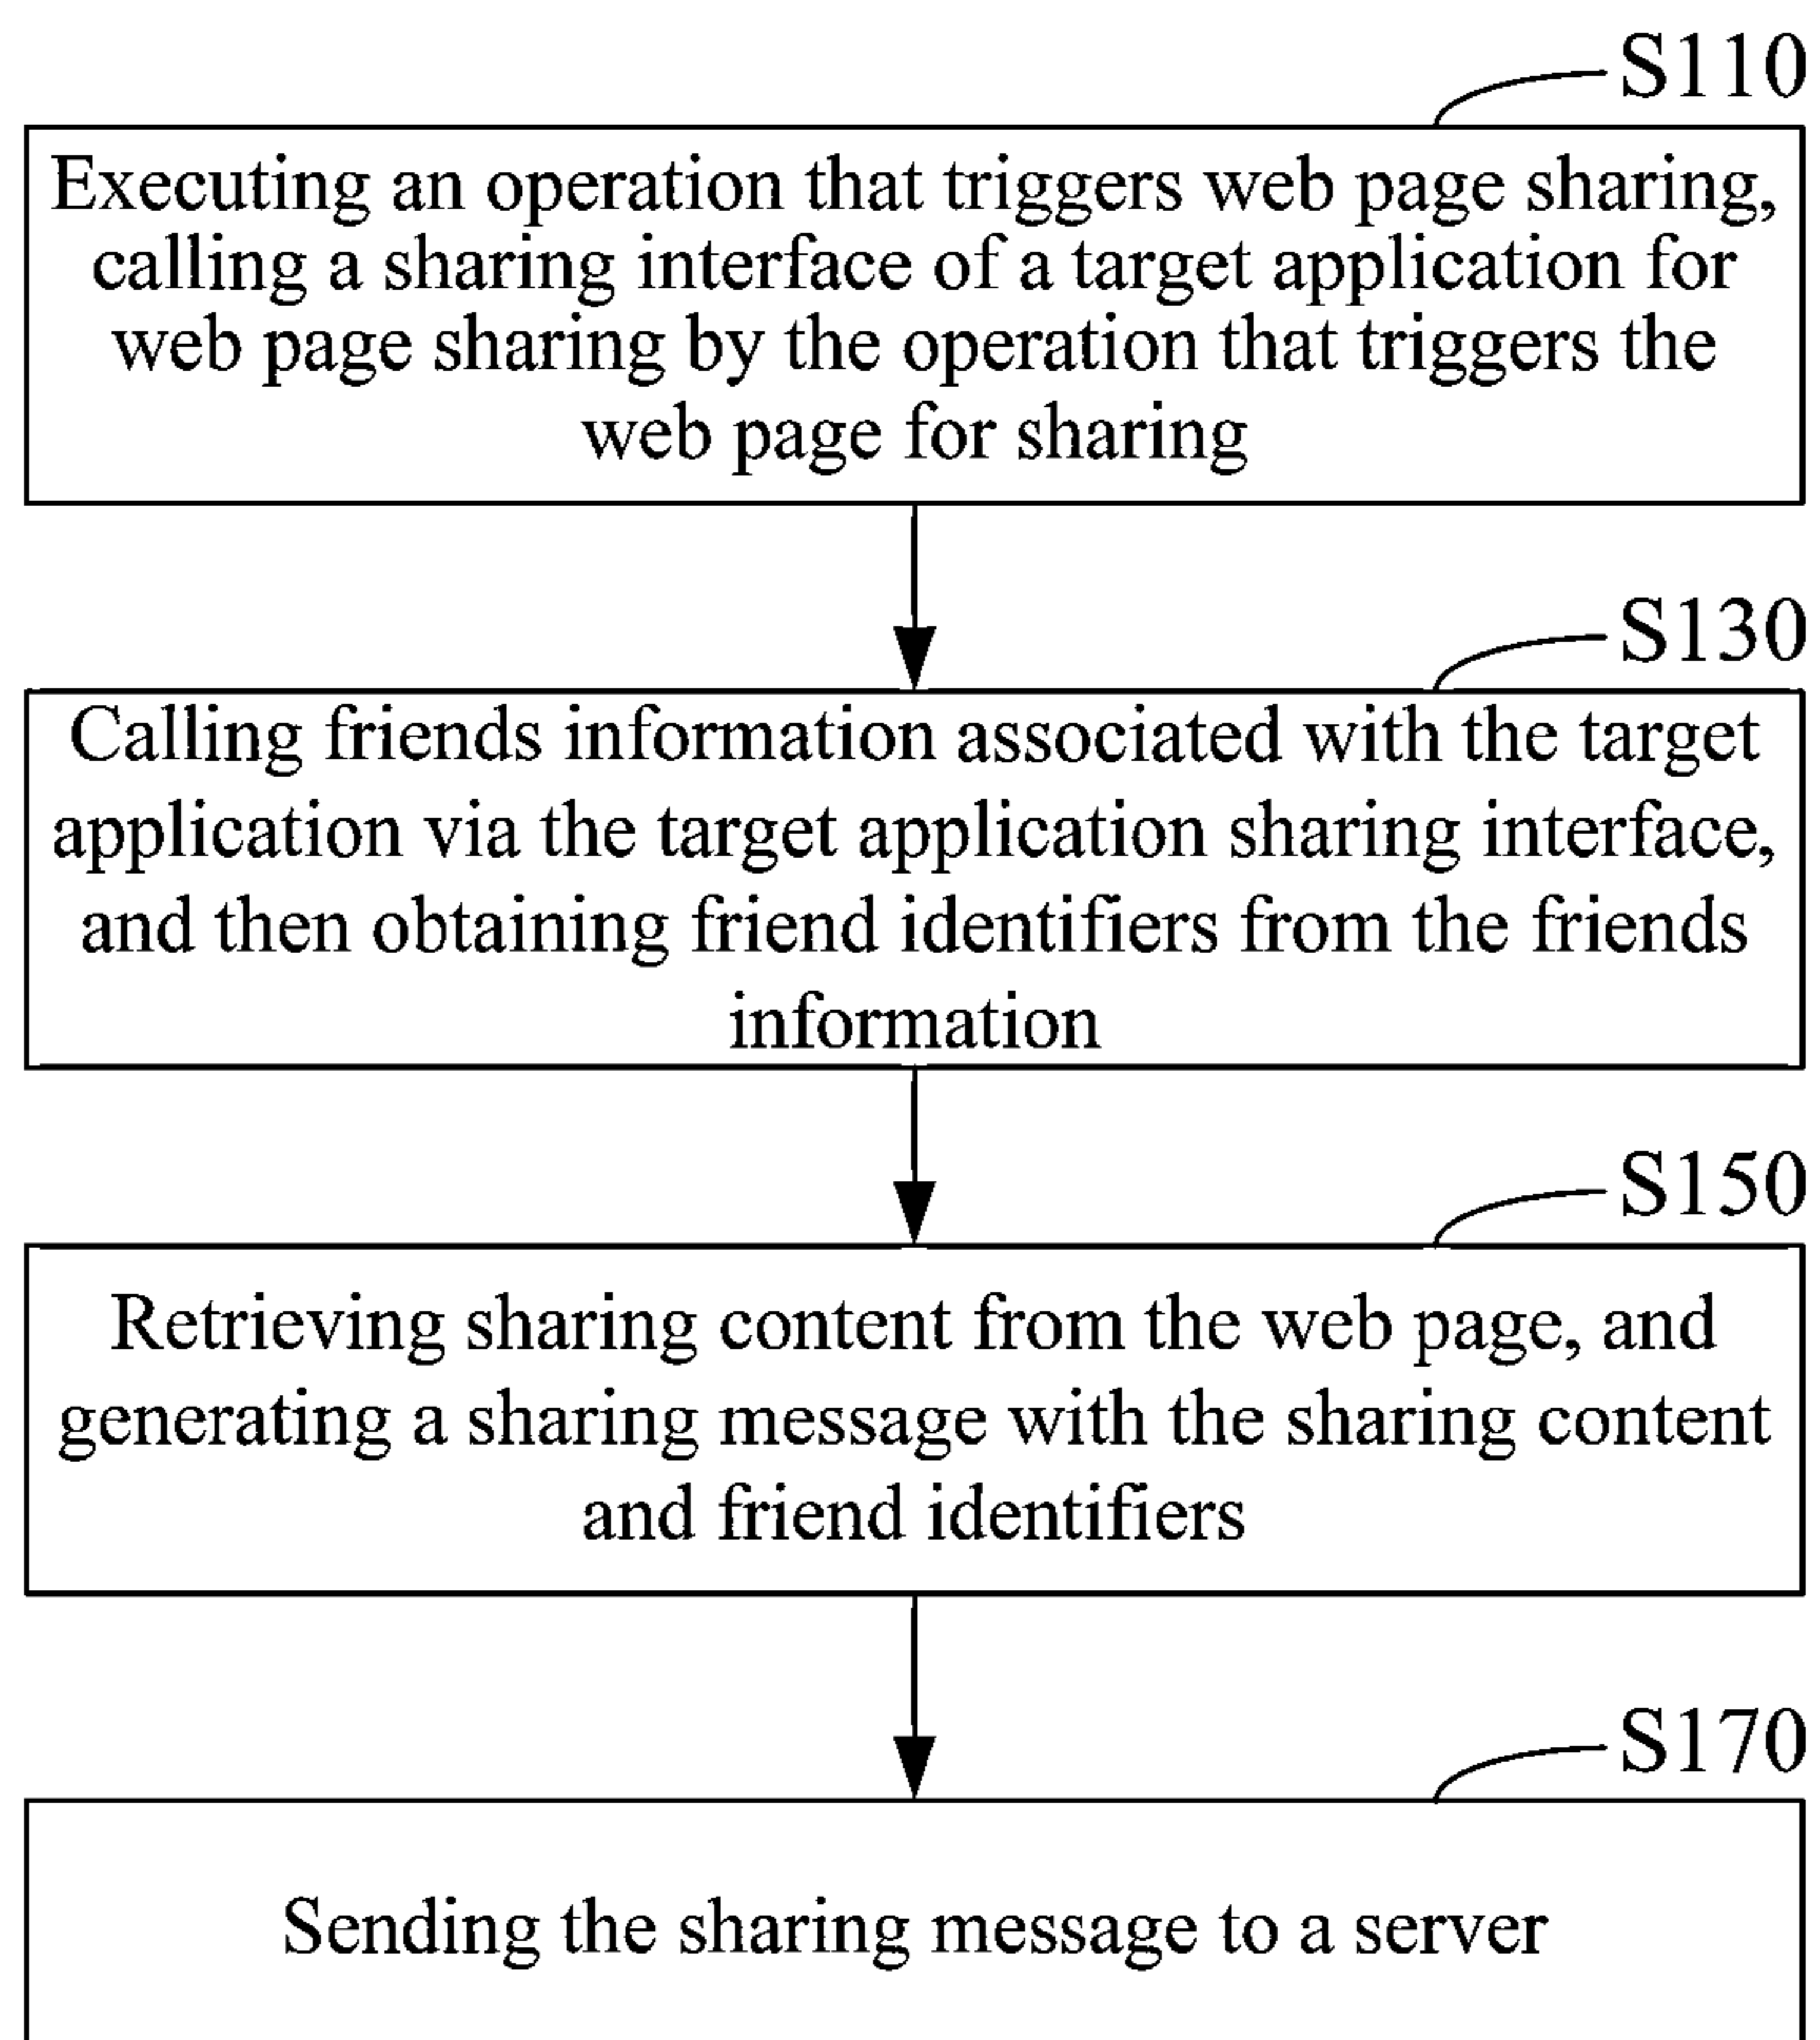 S110
Executing an operation that triggers web page sharing,
calling a sharing interface of a target application for
web page sharing by the operation that triggers the
web page for sharing
S130
Calling friends information associated with the target
application via the target application sharing interface,
and then obtaining friend identifiers from the friends
information
S150
Retrieving sharing content from the web page, and
generating a sharing message with the sharing content
and friend identifiers
S170
Sending the sharing message to a server